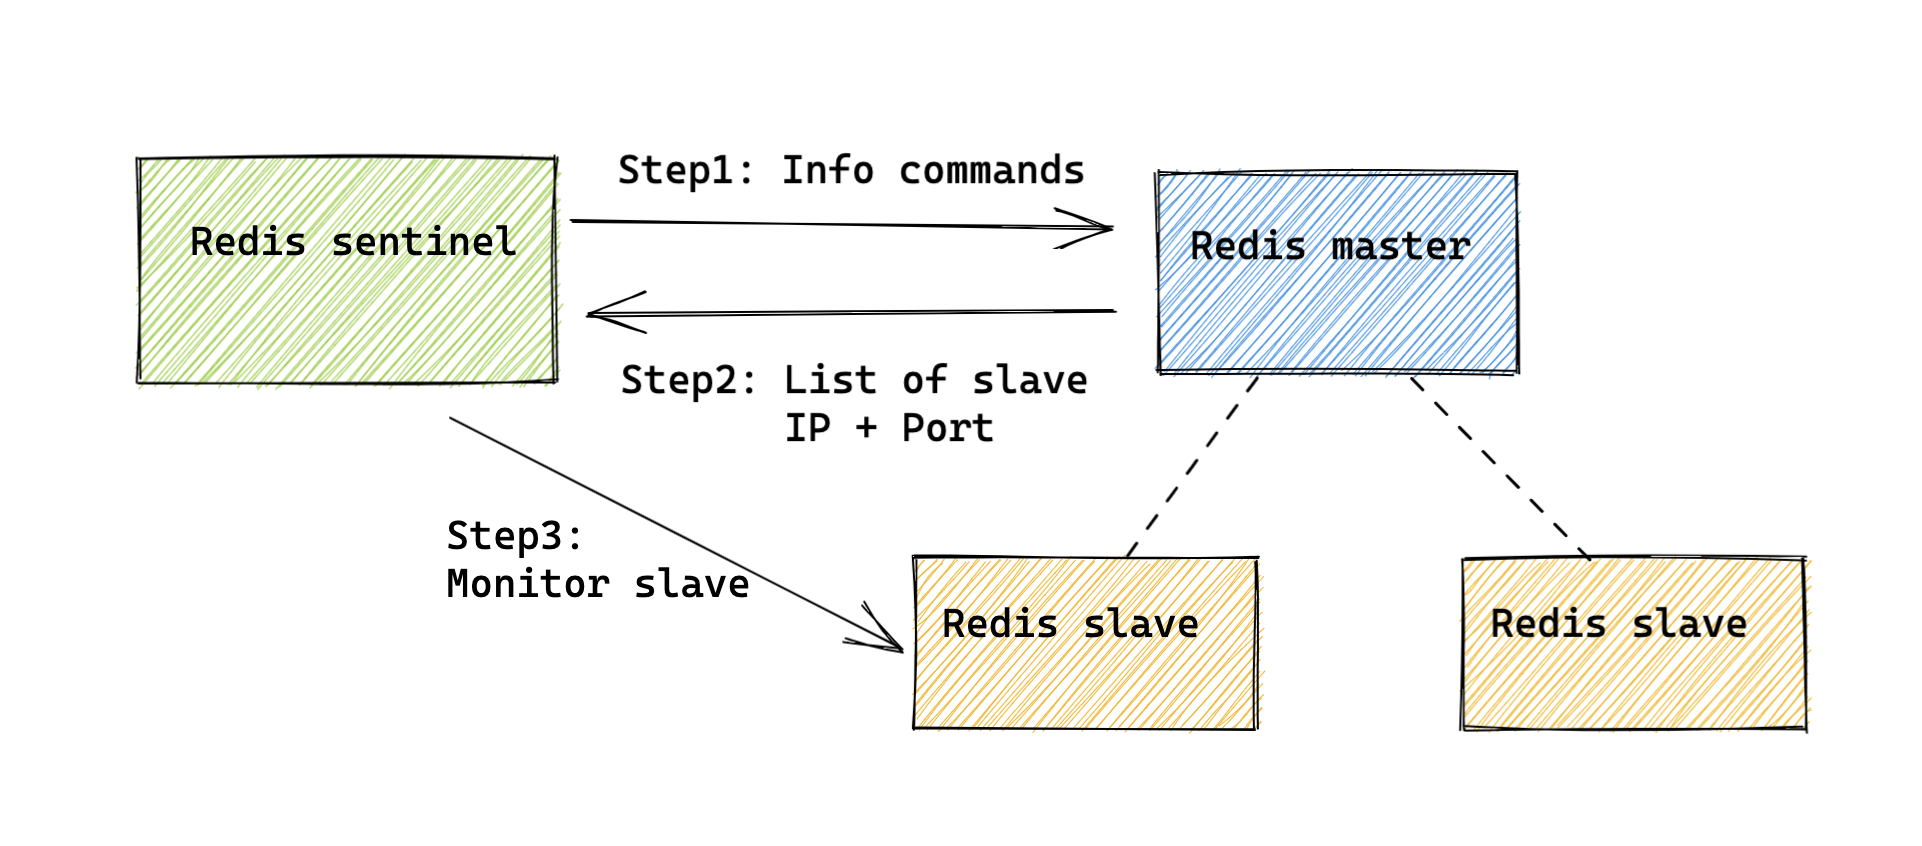 Step1: Info commands
Redis sentinel
Redis master
Step2: List of slave
IP + Port
Step3:
Monitor slave
Redis slave
Redis slave